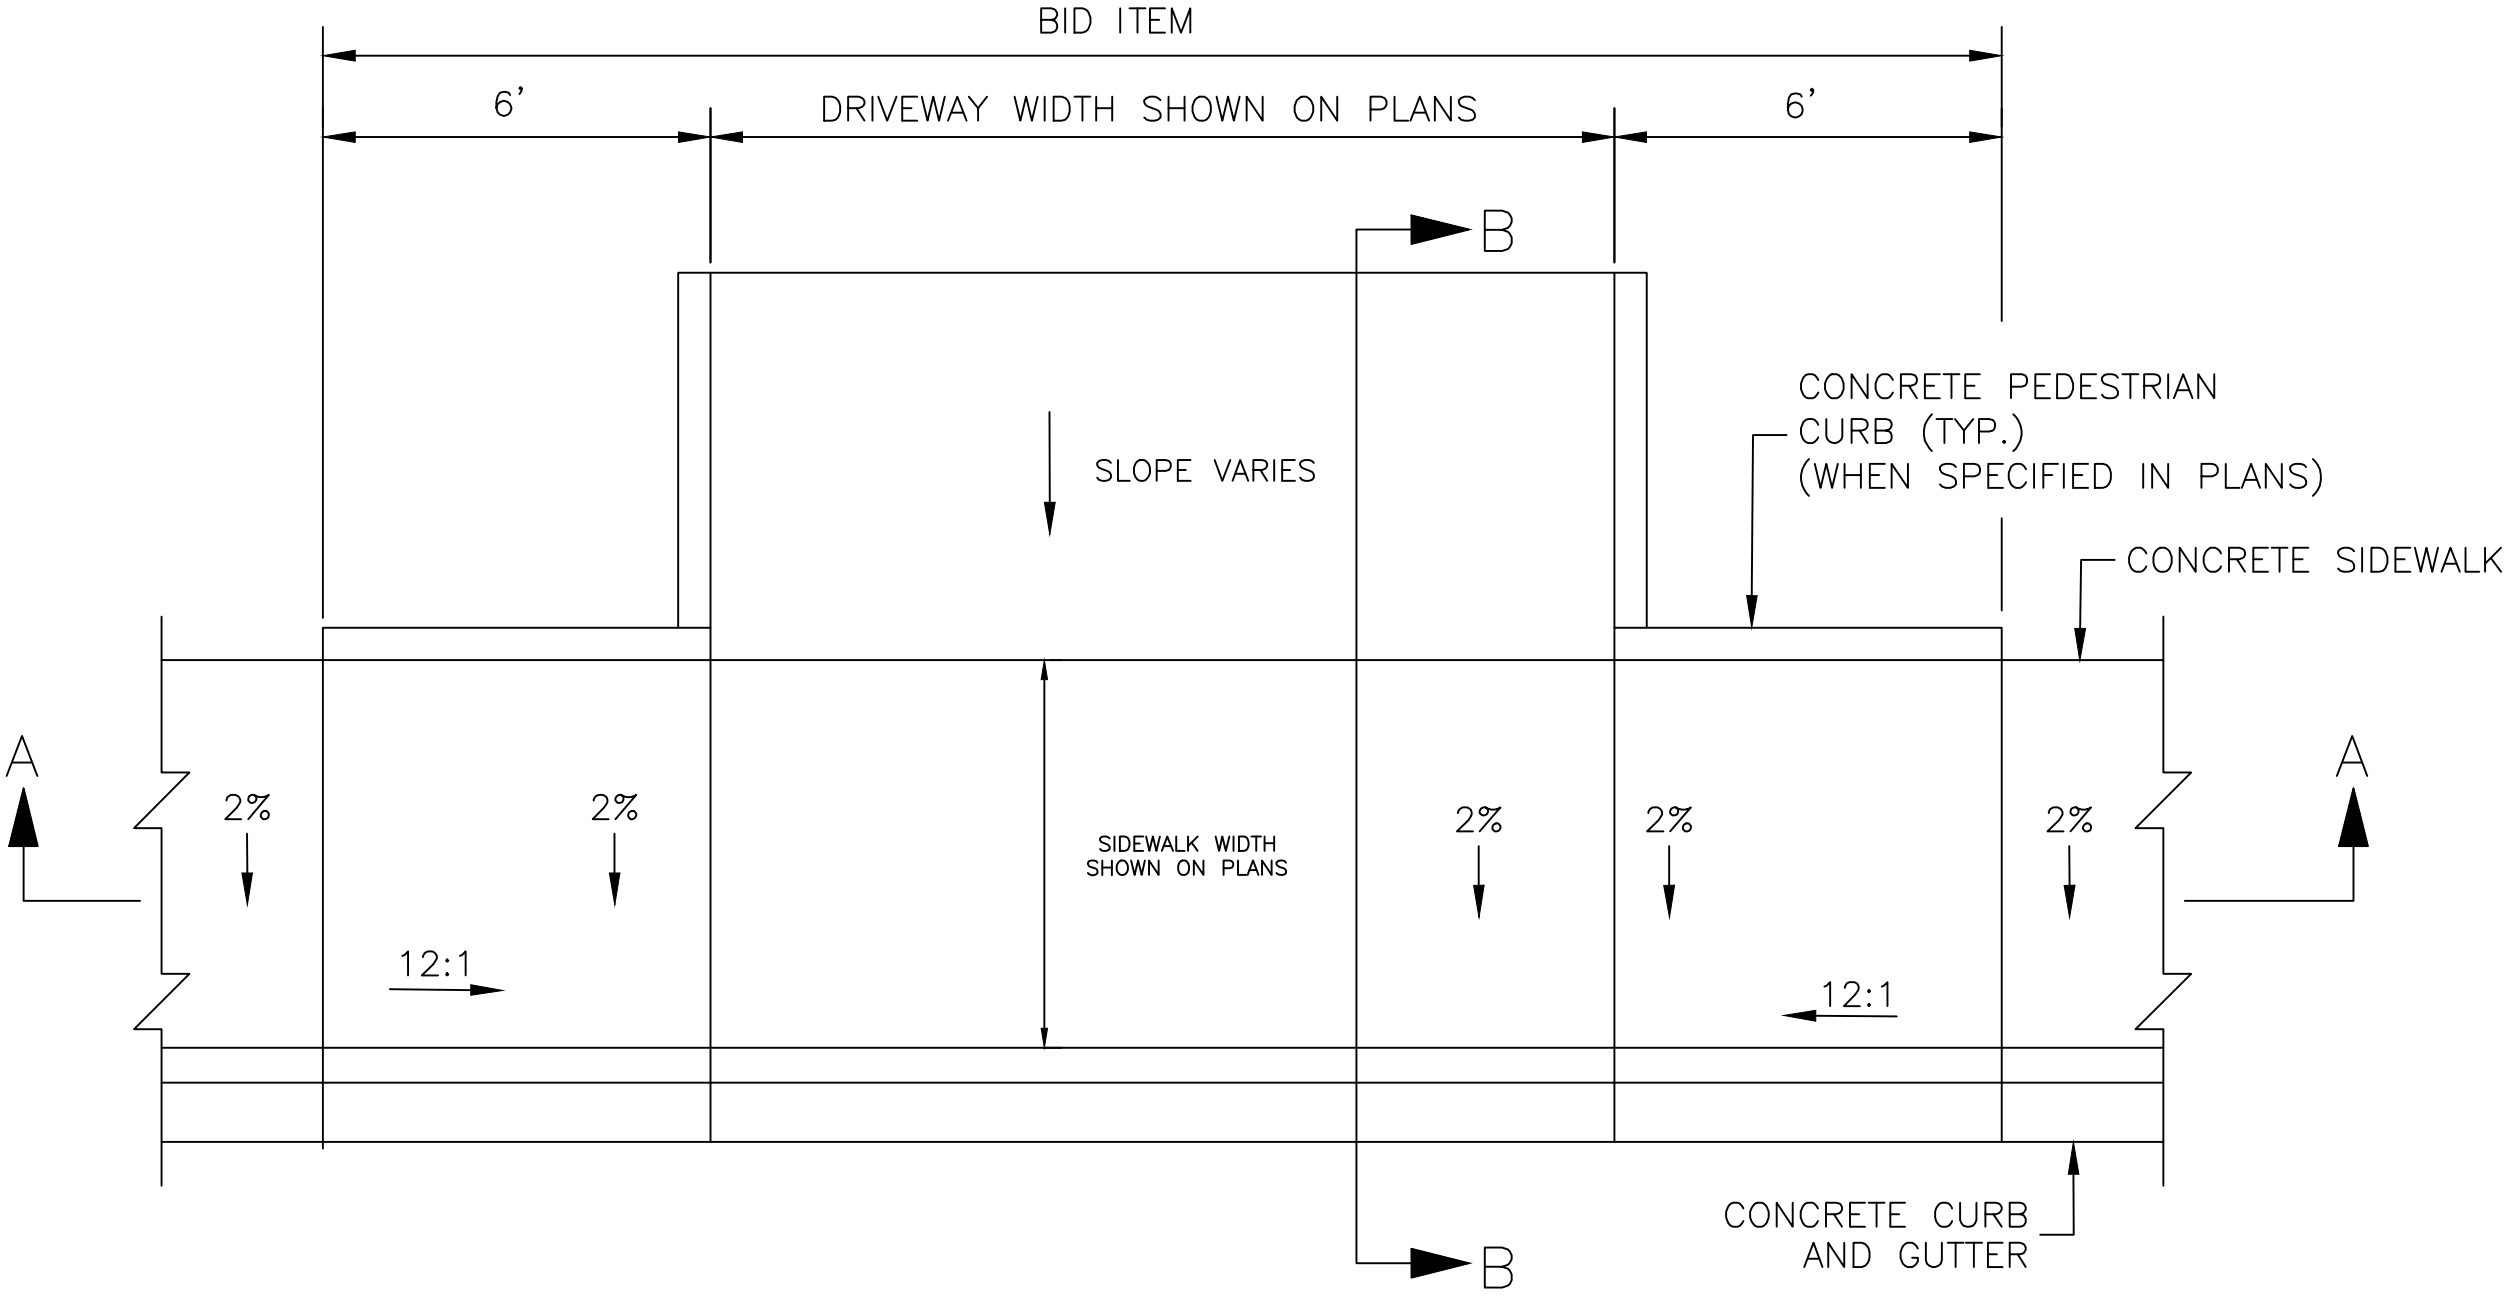 BID ITEM
6'
DRIVEWAY WIDTH SHOWN ON PLANS
6'
B
CONCRETE PEDESTRIAN
CURB (TYP.)
(WHEN SPECIFIED IN PLANS)
SLOPE VARIES
CONCRETE SIDEWALK
A
A
2%
2%
2%
2%
2%
SIDEWALK WIDTH
SHOWN ON PLANS
12:1
12:1
CONCRETE CURB
AND GUTTER
B